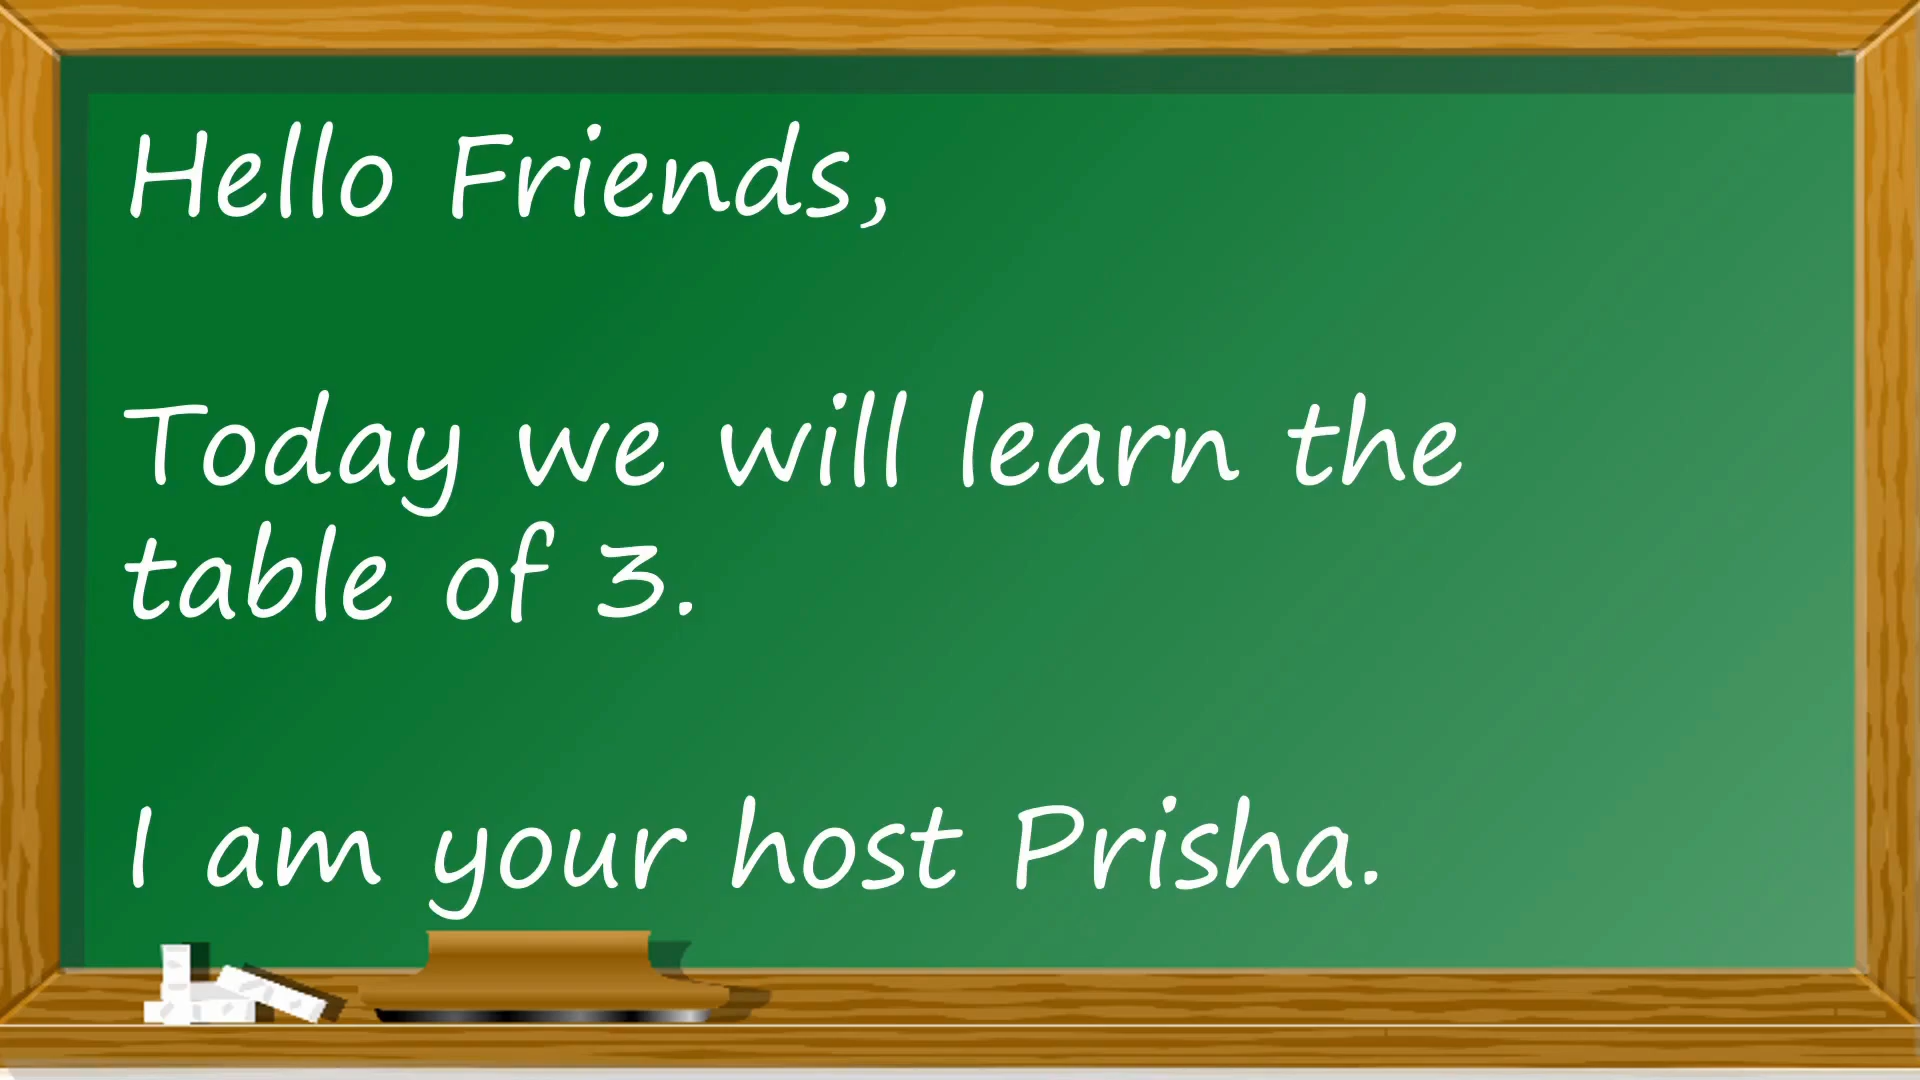 Hello Friends,
Today we will learn the
table of 3.
I am your host Prisha.